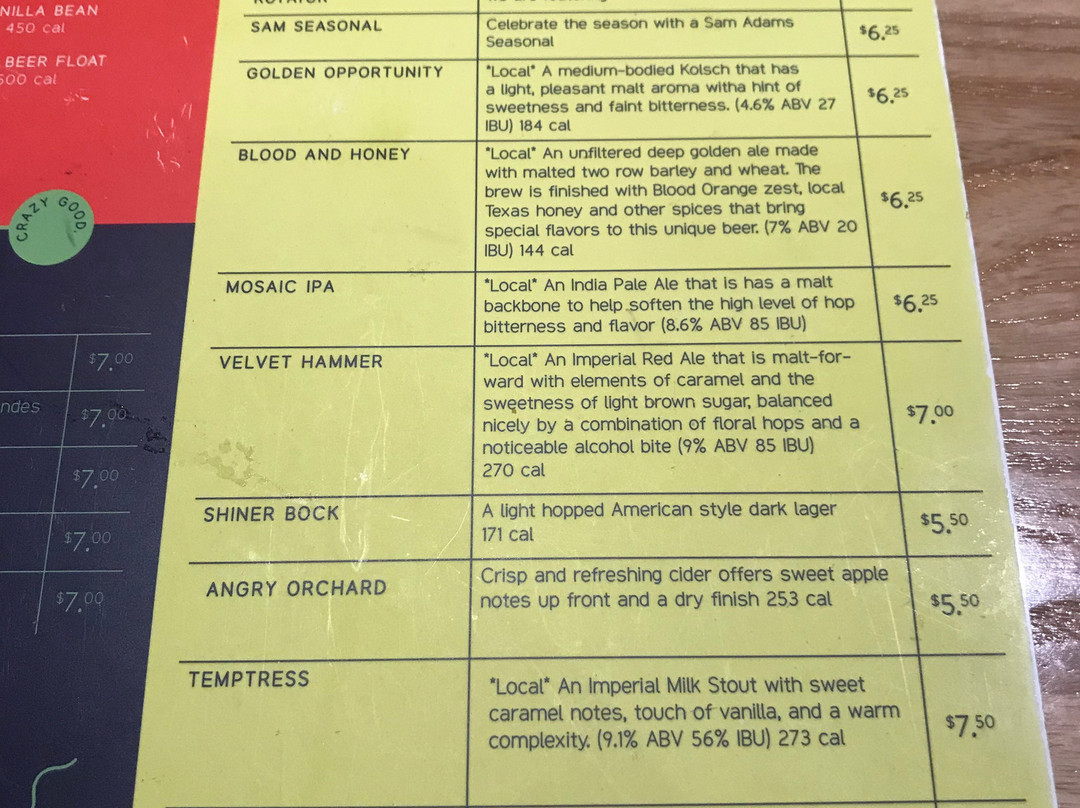 NILLA BEAN
450 cal
BEER FLOAT
500 cal
CRAZY GOOD.
$7.00
ndes
$7.00
$7.00
$7.00
$7.00
SAM SEASONAL
Celebrate the season with a Sam Adams
Seasonal
$6.25
GOLDEN OPPORTUNITY
*Local* A medium-bodied Kolsch that has
a light, pleasant malt aroma witha hint of
sweetness and faint bitterness. (4.6% ABV 27
IBU) 184 cal
$6.25
BLOOD AND HONEY
*Local* An unfiltered deep golden ale made
with malted two row barley and wheat. The
brew is finished with Blood Orange zest, local
Texas honey and other spices that bring
special flavors to this unique beer. (7% ABV 20
IBU) 144 cal
$6.25
MOSAIC IPA
*Local* An India Pale Ale that is has a malt
backbone to help soften the high level of hop
bitterness and flavor (8.6% ABV 85 IBU)
$6.25
VELVET HAMMER
*Local* An Imperial Red Ale that is malt-for-
ward with elements of caramel and the
sweetness of light brown sugar, balanced
nicely by a combination of floral hops and a
noticeable alcohol bite (9% ABV 85 IBU)
270 cal
$7.00
SHINER BOCK
A light hopped American style dark lager
171 cal
$5.50
ANGRY ORCHARD
Crisp and refreshing cider offers sweet apple
notes up front and a dry finish 253 cal
$5.50
TEMPTRESS
*Local* An Imperial Milk Stout with sweet
caramel notes, touch of vanilla, and a warm
complexity. (9.1% ABV 56% IBU) 273 cal
$7.50